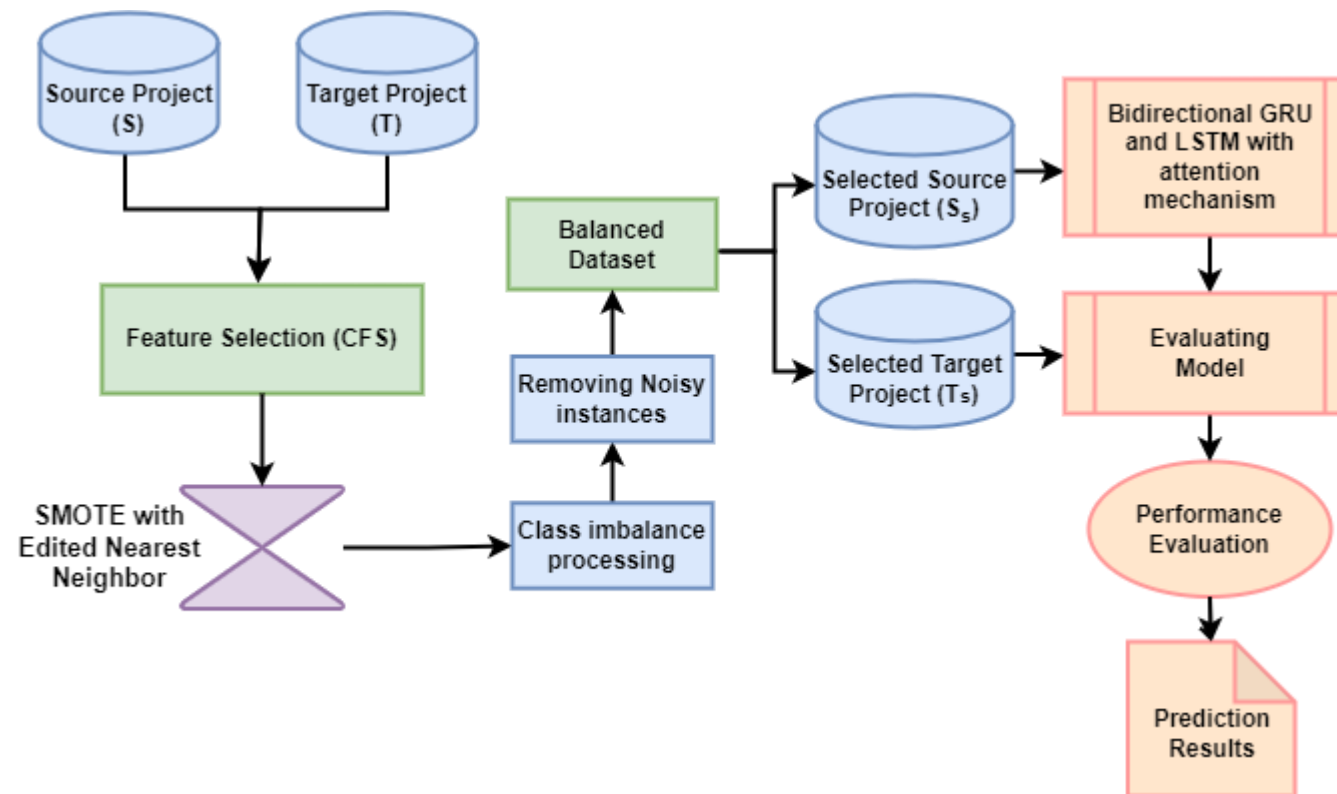 Source Project
(S)
Target Project
(T)
Feature Selection (CFS)
SMOTE with
Edited Nearest
Neighbor
Class imbalance
processing
Removing Noisy
instances
Balanced
Dataset
Selected Source
Project (Sₛ)
Selected Target
Project (Tₛ)
Bidirectional GRU
and LSTM with
attention
mechanism
Evaluating
Model
Performance
Evaluation
Prediction
Results